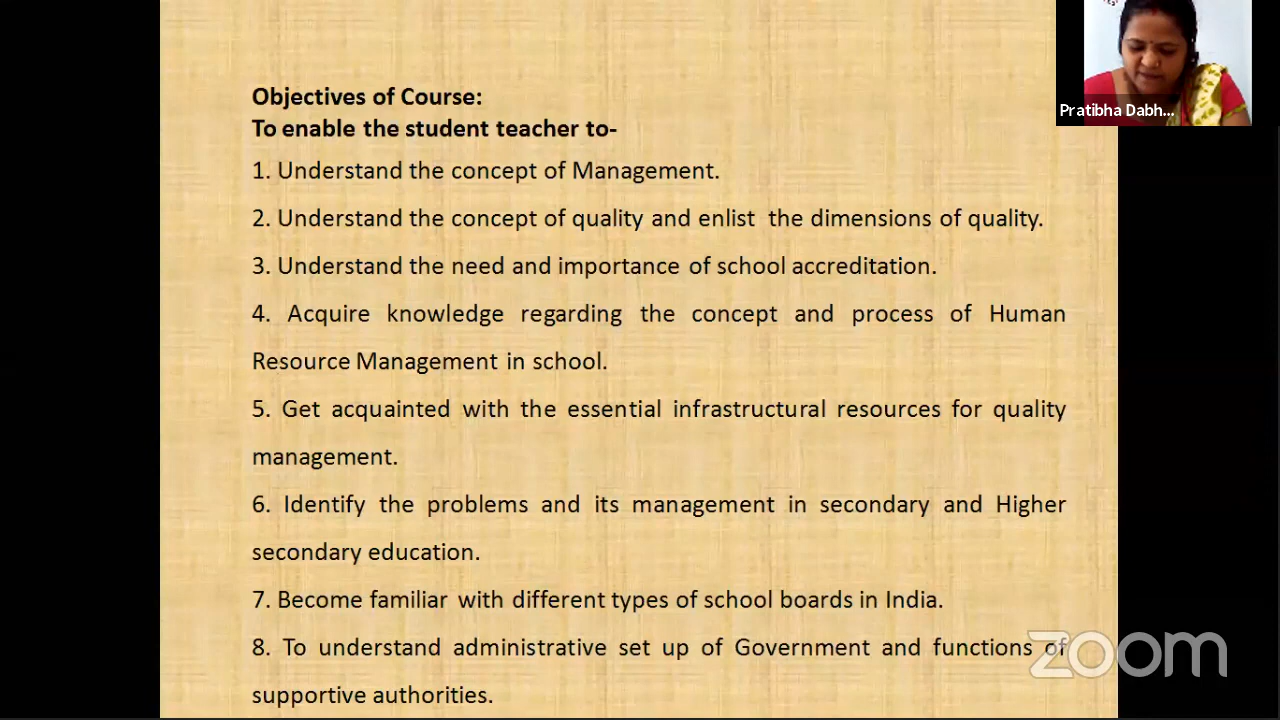 Objectives of Course:
To enable the student teacher to-
1. Understand the concept of Management.
2. Understand the concept of quality and enlist  the dimensions of quality.
3. Understand the need and importance of school accreditation.
4. Acquire knowledge regarding the concept and process of Human
Resource Management in school.
5. Get acquainted with the essential infrastructural resources for quality
management.
6. Identify the problems and its management in secondary and Higher
secondary education.
7. Become familiar with different types of school boards in India.
8. To understand administrative set up of Government and functions of
supportive authorities.
Pratibha Dabh...
zoom